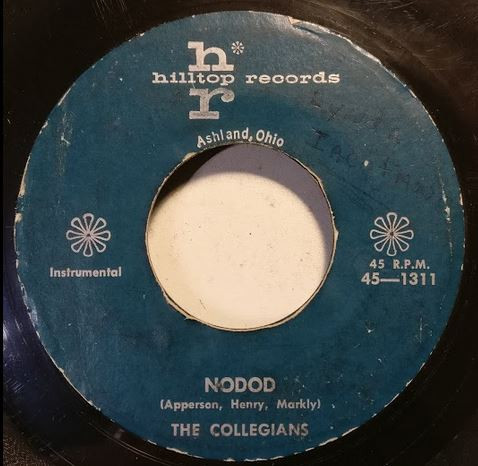 h
hilltop records
r
Ashland, Ohio
Instrumental
45 R.P.M.
45—1311
NODOD
(Apperson, Henry, Markly)
THE COLLEGIANS